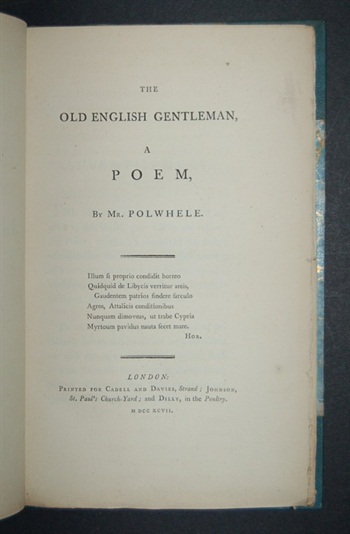 THE
OLD ENGLISH GENTLEMAN,
A
POEM,
BY MR. POLWHELE.
Illum ſi proprio condidit horreo
Quidquid de Libycis verritur areis,
Gaudentem patrios findere ſarculo
Agros, Attalicis conditionibus
Nunquam dimoveas, ut trabe Cypria
Myrtoum pavidus nauta ſecet mare.
HOR.
LONDON:
PRINTED FOR CADELL AND DAVIES, Strand; JOHNSON,
St. Paul's Church-Yard; and DILLY, in the Poultry.
M DCC XCVII.